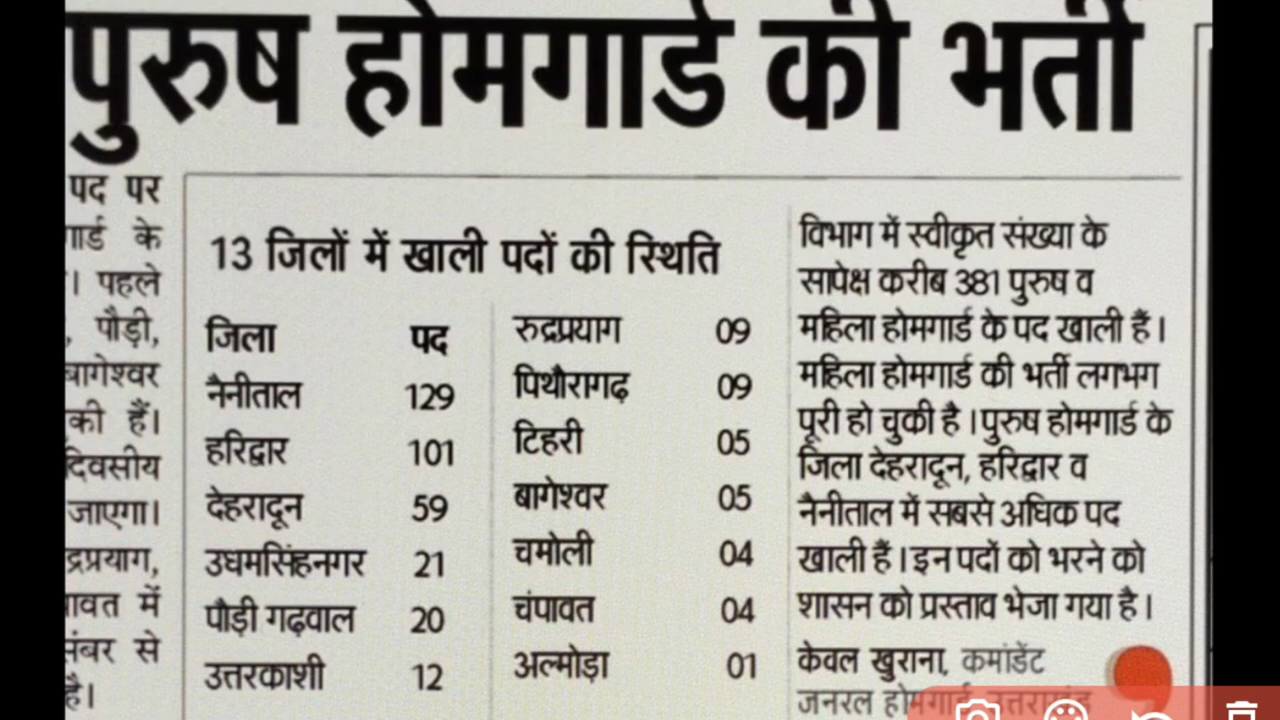 पुरुष होमगार्ड की भर्ती
पद पर
गार्ड के
। पहले
, पौड़ी,
बागेश्वर
की हैं।
दिवसीय
जाएगा।
द्रप्रयाग,
पावत में
संबर से
है।
13 जिलों में खाली पदों की स्थिति
जिला पद
नैनीताल 129
हरिद्वार 101
देहरादून 59
उधमसिंहनगर 21
पौड़ी गढ़वाल 20
उत्तरकाशी 12
रुद्रप्रयाग 09
पिथौरागढ़ 09
टिहरी 05
बागेश्वर 05
चमोली 04
चंपावत 04
अल्मोड़ा 01
विभाग में स्वीकृत संख्या के
सापेक्ष करीब 381 पुरुष व
महिला होमगार्ड के पद खाली हैं।
महिला होमगार्ड की भर्ती लगभग
पूरी हो चुकी है। पुरुष होमगार्ड के
जिला देहरादून, हरिद्वार व
नैनीताल में सबसे अधिक पद
खाली हैं। इन पदों को भरने को
शासन को प्रस्ताव भेजा गया है।
केवल खुराना, कमांडेंट
जनरल होमगार्ड, उत्तराखंड